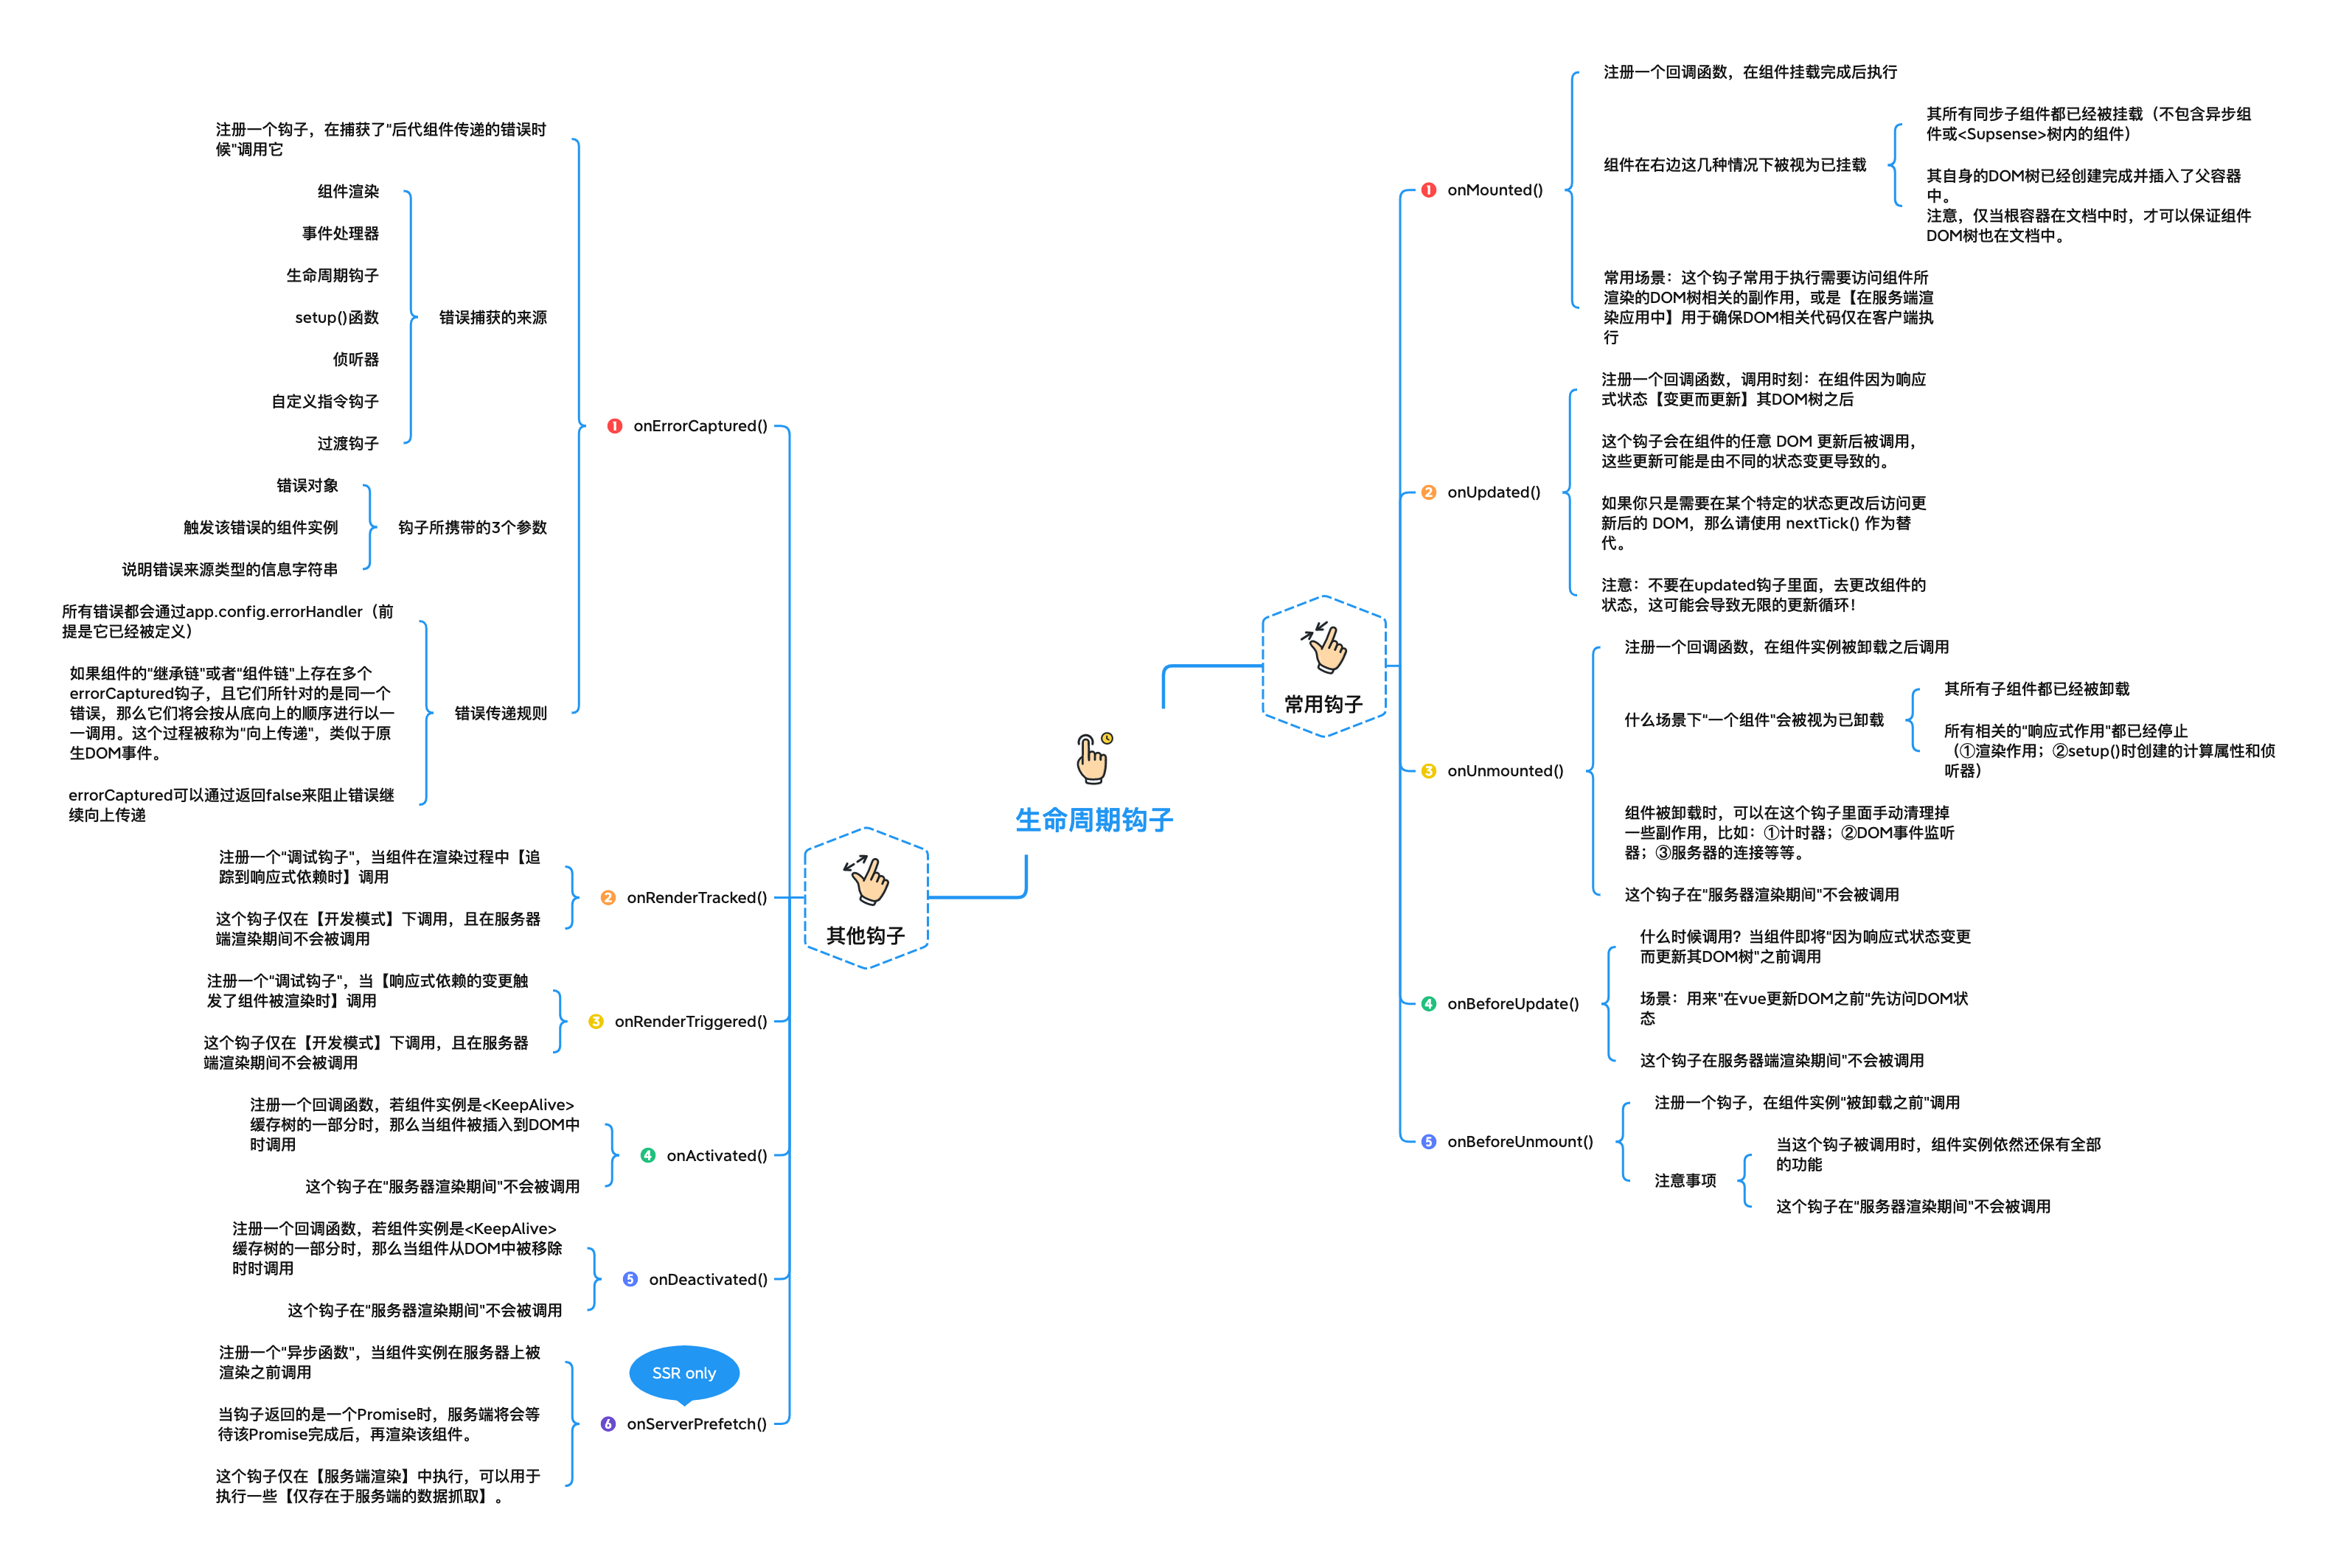 生命周期钩子
常用钩子
1 onMounted()
注册一个回调函数，在组件挂载完成后执行
组件在右边这几种情况下被视为已挂载
其所有同步子组件都已经被挂载（不包含异步组
件或<Supsense>树内的组件）
其自身的DOM树已经创建完成并插入了父容器
中。
注意，仅当根容器在文档中时，才可以保证组件
DOM树也在文档中。
常用场景：这个钩子常用于执行需要访问组件所
渲染的DOM树相关的副作用，或是【在服务端渲
染应用中】用于确保DOM相关代码仅在客户端执
行
2 onUpdated()
注册一个回调函数，调用时刻：在组件因为响应
式状态【变更而更新】其DOM树之后
这个钩子会在组件的任意 DOM 更新后被调用，
这些更新可能是由不同的状态变更导致的。
如果你只是需要在某个特定的状态更改后访问更
新后的 DOM，那么请使用 nextTick() 作为替
代。
注意：不要在updated钩子里面，去更改组件的
状态，这可能会导致无限的更新循环！
3 onUnmounted()
注册一个回调函数，在组件实例被卸载之后调用
什么场景下"一个组件"会被视为已卸载
其所有子组件都已经被卸载
所有相关的"响应式作用"都已经停止
（①渲染作用；②setup()时创建的计算属性和侦
听器）
组件被卸载时，可以在这个钩子里面手动清理掉
一些副作用，比如：①计时器；②DOM事件监听
器；③服务器的连接等等。
这个钩子在"服务器渲染期间"不会被调用
4 onBeforeUpdate()
什么时候调用？当组件即将"因为响应式状态变更
而更新其DOM树"之前调用
场景：用来"在vue更新DOM之前"先访问DOM状
态
这个钩子在服务器端渲染期间"不会被调用
5 onBeforeUnmount()
注册一个钩子，在组件实例"被卸载之前"调用
注意事项
当这个钩子被调用时，组件实例依然还保有全部
的功能
这个钩子在"服务器渲染期间"不会被调用
其他钩子
1 onErrorCaptured()
注册一个钩子，在捕获了"后代组件传递的错误时
候"调用它
错误捕获的来源
组件渲染
事件处理器
生命周期钩子
setup()函数
侦听器
自定义指令钩子
过渡钩子
钩子所携带的3个参数
错误对象
触发该错误的组件实例
说明错误来源类型的信息字符串
错误传递规则
所有错误都会通过app.config.errorHandler（前
提是它已经被定义）
如果组件的"继承链"或者"组件链"上存在多个
errorCaptured钩子，且它们所针对的是同一个
错误，那么它们将会按从底向上的顺序进行以一
一调用。这个过程被称为"向上传递"，类似于原
生DOM事件。
errorCaptured可以通过返回false来阻止错误继
续向上传递
2 onRenderTracked()
注册一个"调试钩子"，当组件在渲染过程中【追
踪到响应式依赖时】调用
这个钩子仅在【开发模式】下调用，且在服务器
端渲染期间不会被调用
3 onRenderTriggered()
注册一个"调试钩子"，当【响应式依赖的变更触
发了组件被渲染时】调用
这个钩子仅在【开发模式】下调用，且在服务器
端渲染期间不会被调用
4 onActivated()
注册一个回调函数，若组件实例是<KeepAlive>
缓存树的一部分时，那么当组件被插入到DOM中
时调用
这个钩子在"服务器渲染期间"不会被调用
5 onDeactivated()
注册一个回调函数，若组件实例是<KeepAlive>
缓存树的一部分时，那么当组件从DOM中被移除
时时调用
这个钩子在"服务器渲染期间"不会被调用
SSR only
6 onServerPrefetch()
注册一个"异步函数"，当组件实例在服务器上被
渲染之前调用
当钩子返回的是一个Promise时，服务端将会等
待该Promise完成后，再渲染该组件。
这个钩子仅在【服务端渲染】中执行，可以用于
执行一些【仅存在于服务端的数据抓取】。